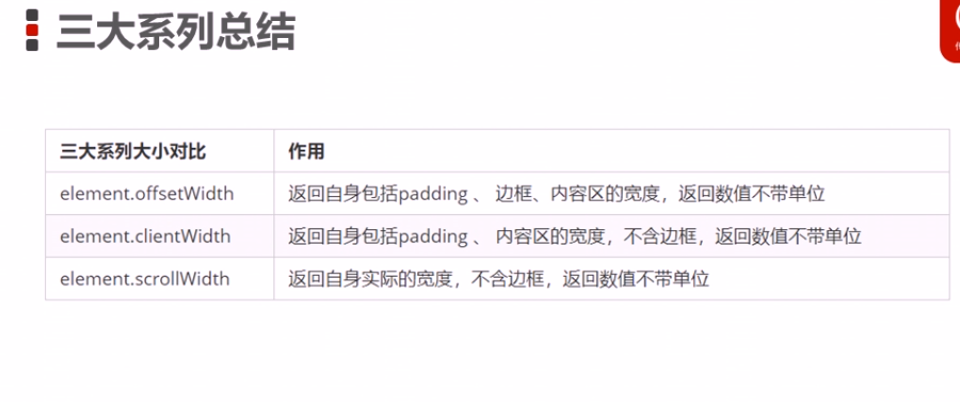 三大系列总结
三大系列大小对比 作用
element.offsetWidth 返回自身包括padding 、 边框、内容区的宽度，返回数值不带单位
element.clientWidth 返回自身包括padding 、 内容区的宽度，不含边框，返回数值不带单位
element.scrollWidth 返回自身实际的宽度，不含边框，返回数值不带单位